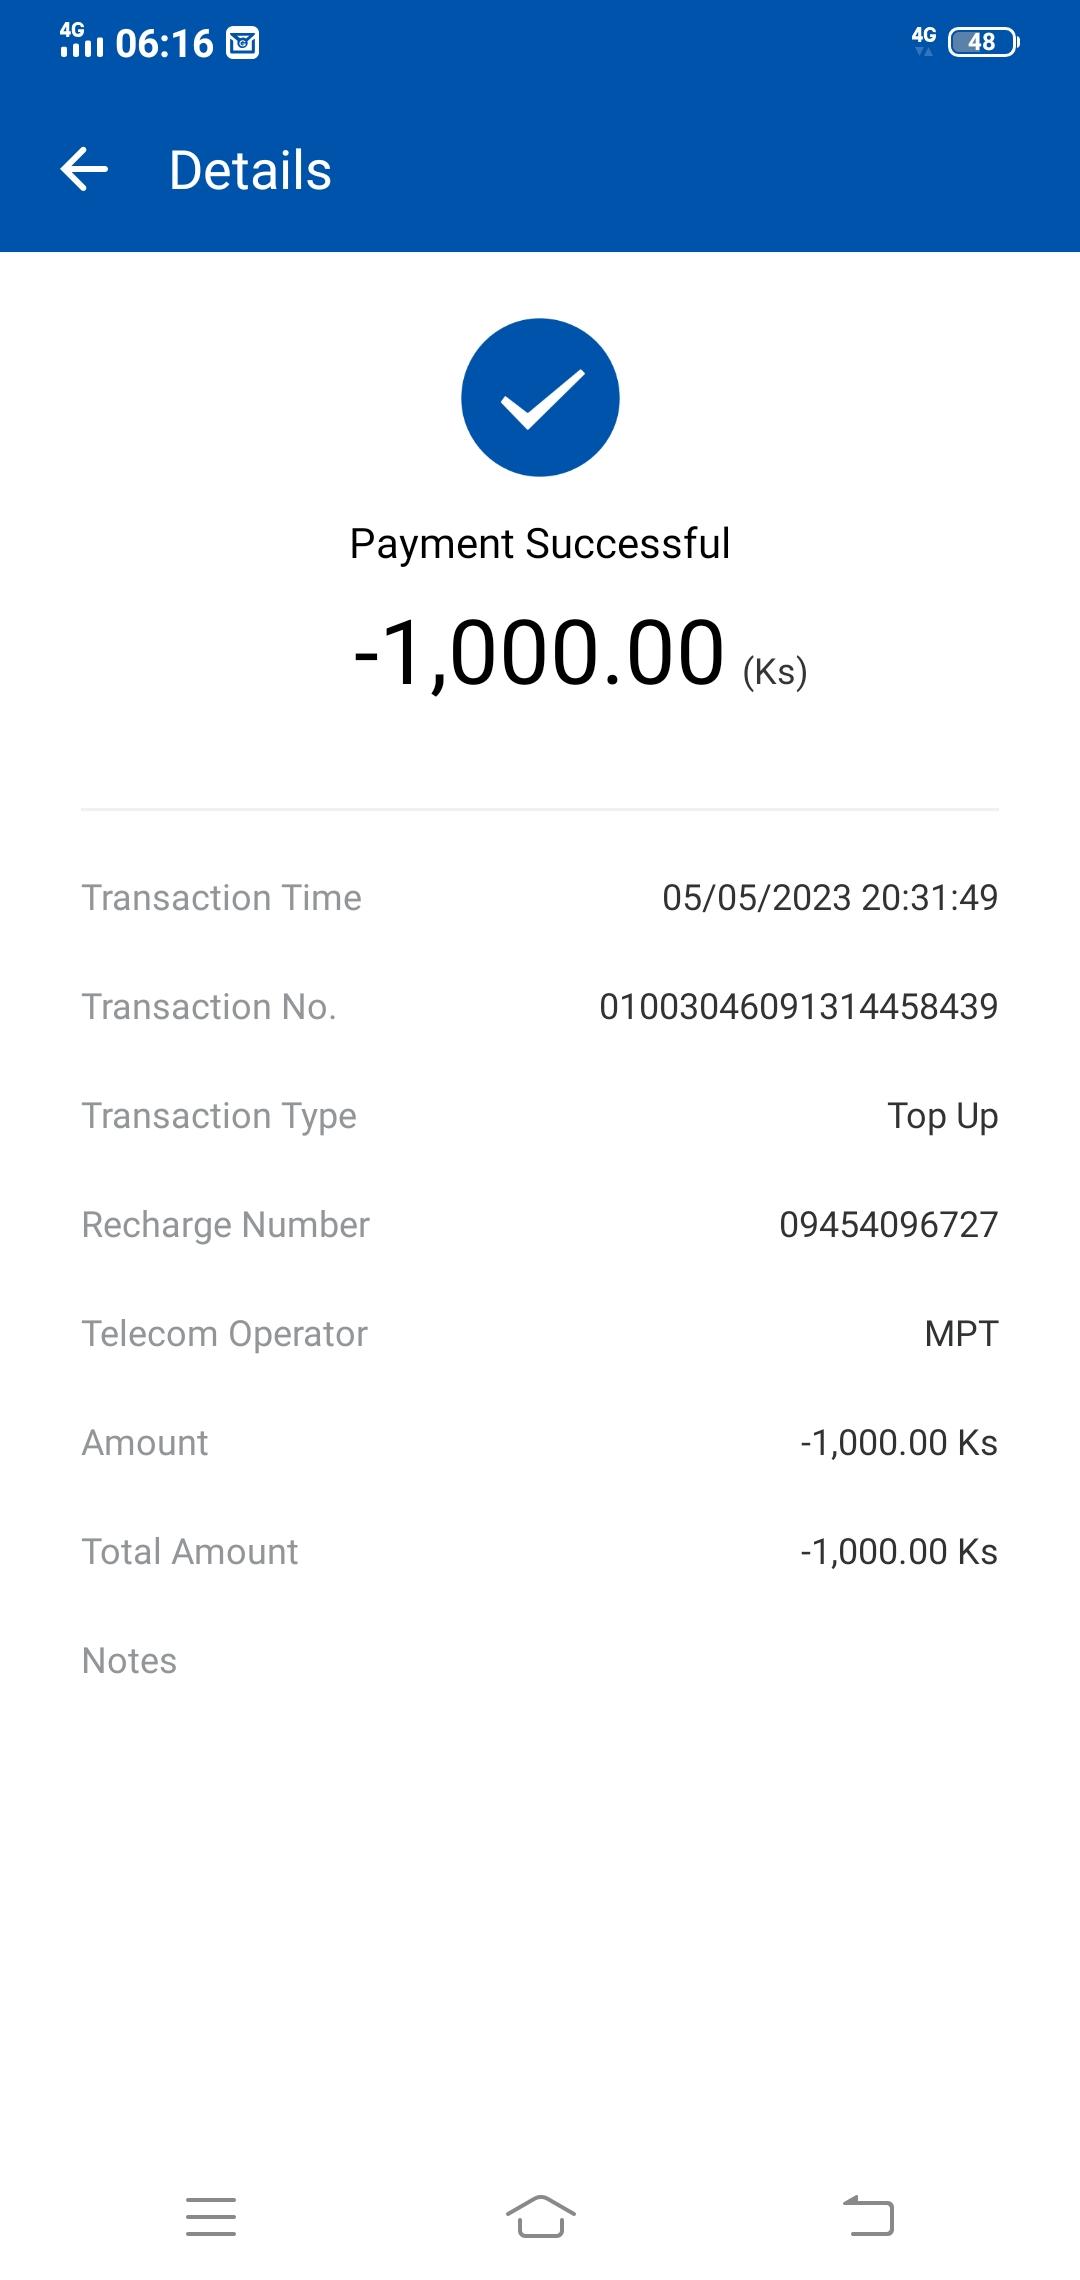 4G 06:16 4G 48
Details
Payment Successful
-1,000.00 (Ks)
Transaction Time 05/05/2023 20:31:49
Transaction No. 01003046091314458439
Transaction Type Top Up
Recharge Number 09454096727
Telecom Operator MPT
Amount -1,000.00 Ks
Total Amount -1,000.00 Ks
Notes